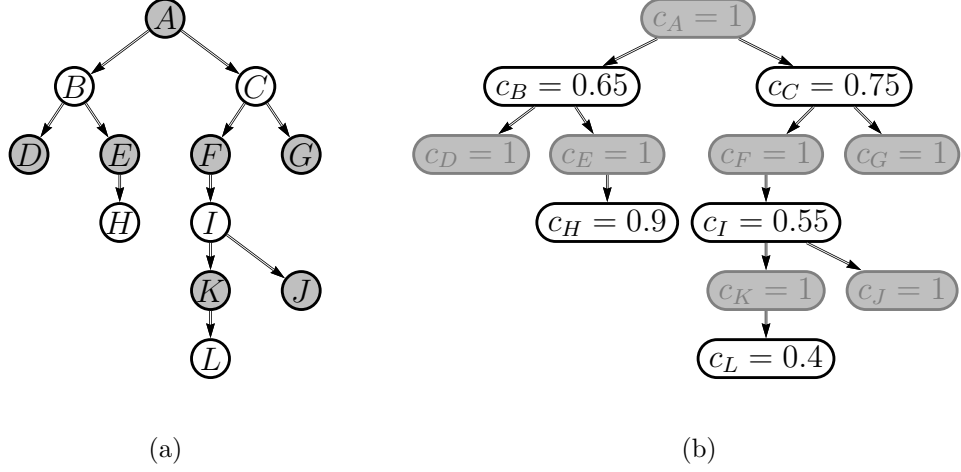 A
B
C
D
E
F
G
H
I
K
J
L
(a)
c_A = 1
c_B = 0.65
c_C = 0.75
c_D = 1
c_E = 1
c_F = 1
c_G = 1
c_H = 0.9
c_I = 0.55
c_K = 1
c_J = 1
c_L = 0.4
(b)